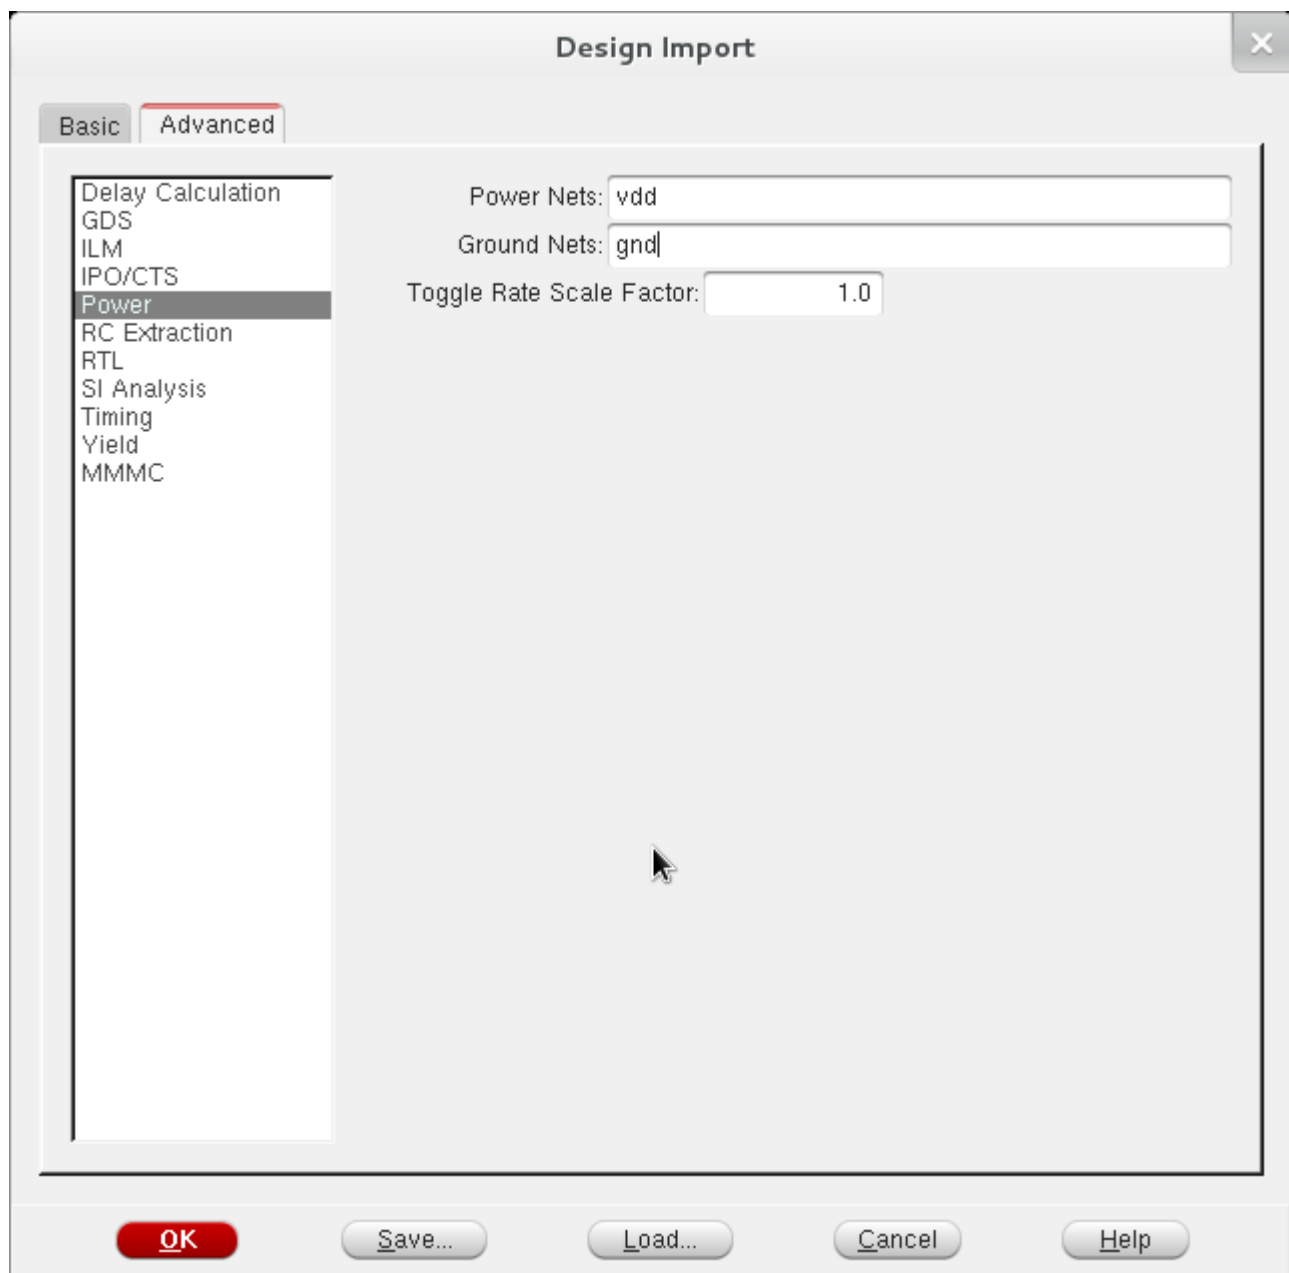 Design Import
Basic
Advanced
Delay Calculation
GDS
ILM
IPO/CTS
Power
RC Extraction
RTL
SI Analysis
Timing
Yield
MMMC
Power Nets: vdd
Ground Nets: gnd
Toggle Rate Scale Factor: 1.0
OK
Save...
Load...
Cancel
Help